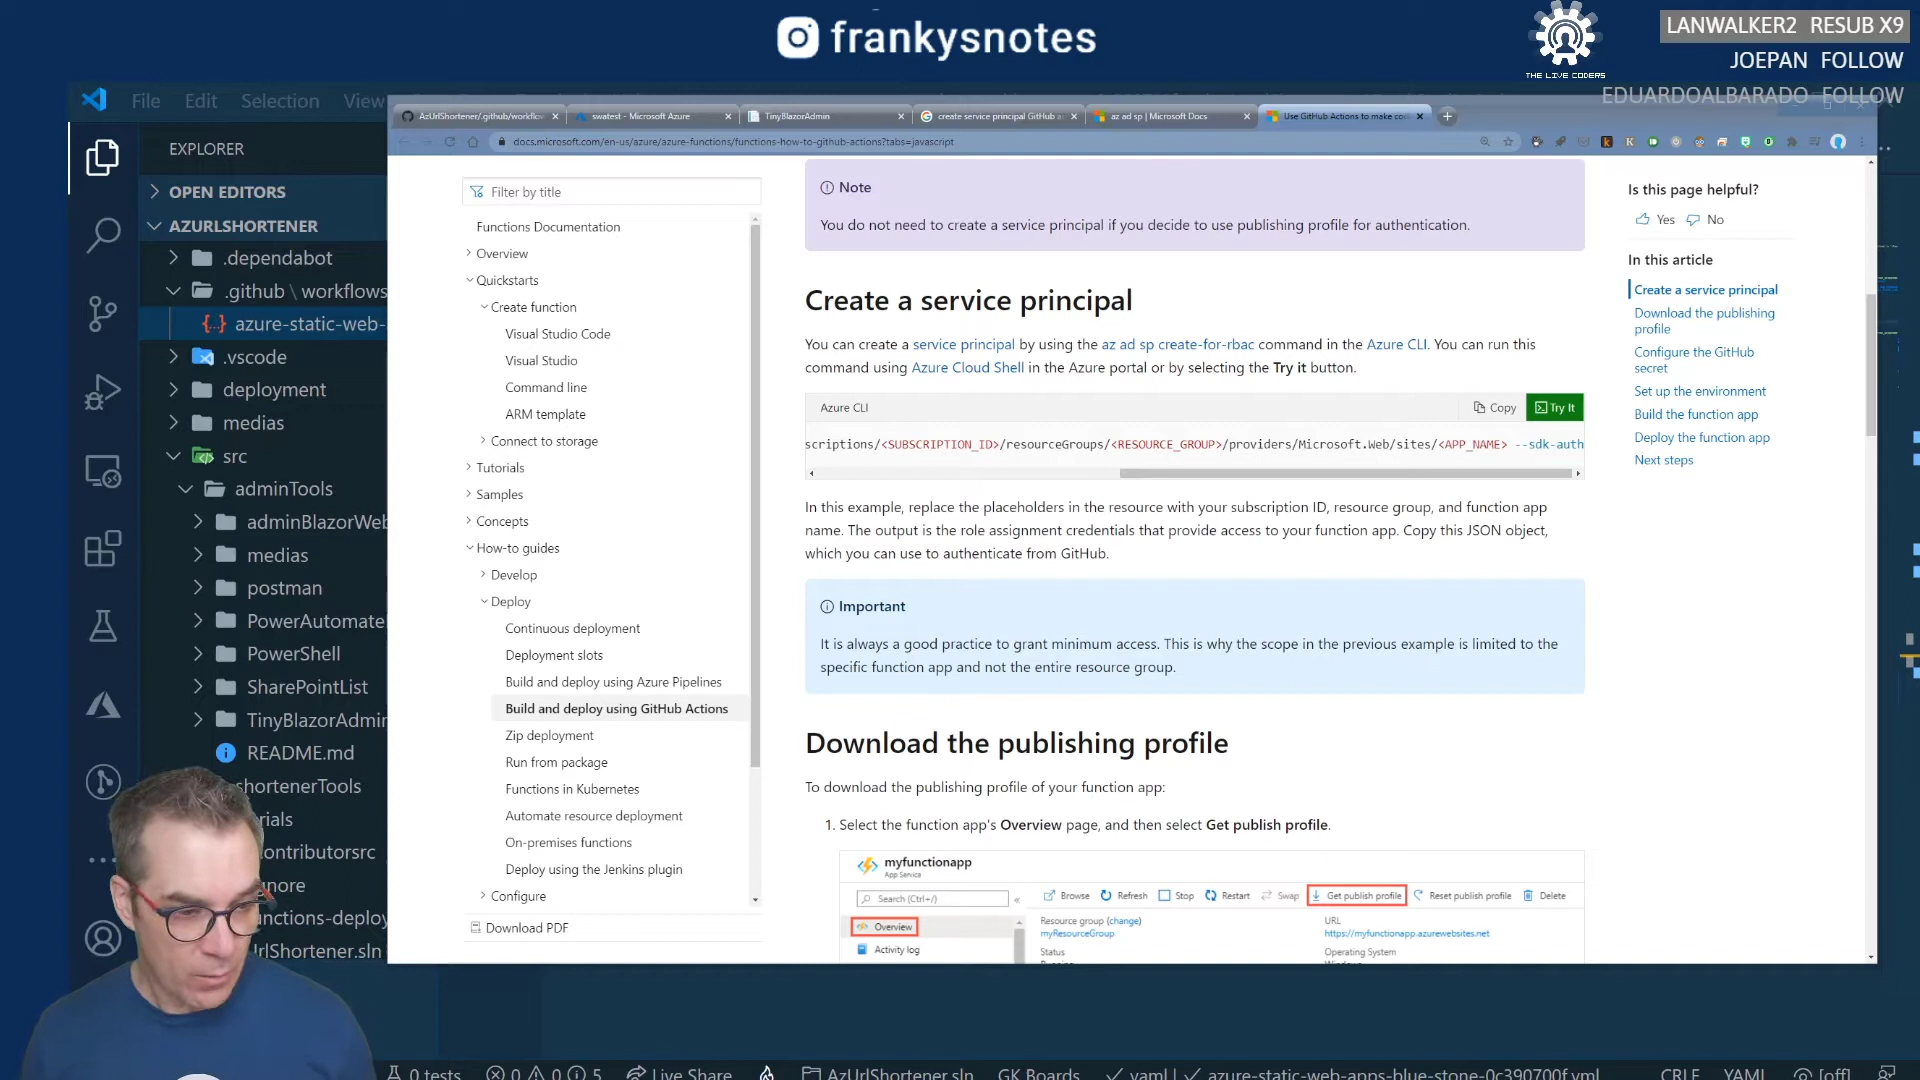 frankysnotes
THE LIVE CODERS
LANWALKER2 RESUB X9
JOEPAN FOLLOW
EDUARDOALBARADO FOLLOW
File Edit Selection View
AzUrlShortener/.github/workflow
swatest - Microsoft Azure
TinyBlazorAdmin
create service principal GitHub a
az ad sp | Microsoft Docs
Use GitHub Actions to make co
docs.microsoft.com/en-us/azure/azure-functions/functions-how-to-github-actions?tabs=javascript
EXPLORER
OPEN EDITORS
AZURLSHORTENER
.dependabot
.github \ workflows
azure-static-web-
.vscode
deployment
medias
src
adminTools
adminBlazorWeb
medias
postman
PowerAutomate
PowerShell
SharePointList
TinyBlazorAdmin
README.md
shortenerTools
rials
ontributorsrc
nore
unctions-deploy
UrlShortener.sln
Filter by title
Functions Documentation
Overview
Quickstarts
Create function
Visual Studio Code
Visual Studio
Command line
ARM template
Connect to storage
Tutorials
Samples
Concepts
How-to guides
Develop
Deploy
Continuous deployment
Deployment slots
Build and deploy using Azure Pipelines
Build and deploy using GitHub Actions
Zip deployment
Run from package
Functions in Kubernetes
Automate resource deployment
On-premises functions
Deploy using the Jenkins plugin
Configure
Download PDF
Note
You do not need to create a service principal if you decide to use publishing profile for authentication.
Create a service principal
You can create a service principal by using the az ad sp create-for-rbac command in the Azure CLI. You can run this
command using Azure Cloud Shell in the Azure portal or by selecting the Try it button.
Azure CLI
Copy
Try It
scriptions/<SUBSCRIPTION_ID>/resourceGroups/<RESOURCE_GROUP>/providers/Microsoft.Web/sites/<APP_NAME> --sdk-auth
In this example, replace the placeholders in the resource with your subscription ID, resource group, and function app
name. The output is the role assignment credentials that provide access to your function app. Copy this JSON object,
which you can use to authenticate from GitHub.
Important
It is always a good practice to grant minimum access. This is why the scope in the previous example is limited to the
specific function app and not the entire resource group.
Download the publishing profile
To download the publishing profile of your function app:
1. Select the function app's Overview page, and then select Get publish profile.
myfunctionapp
App Service
Search (Ctrl+/)
Browse Refresh Stop Restart Swap Get publish profile Reset publish profile Delete
Overview
Activity log
Resource group (change)
myResourceGroup
Status
URL
https://myfunctionapp.azurewebsites.net
Operating System
Is this page helpful?
Yes No
In this article
Create a service principal
Download the publishing
profile
Configure the GitHub
secret
Set up the environment
Build the function app
Deploy the function app
Next steps
0 tests 0 0 5 Live Share AzUrlShortener.sln GK Boards yaml | azure-static-web-apps-blue-stone-0c390700f.yml CRLF YAML [off]